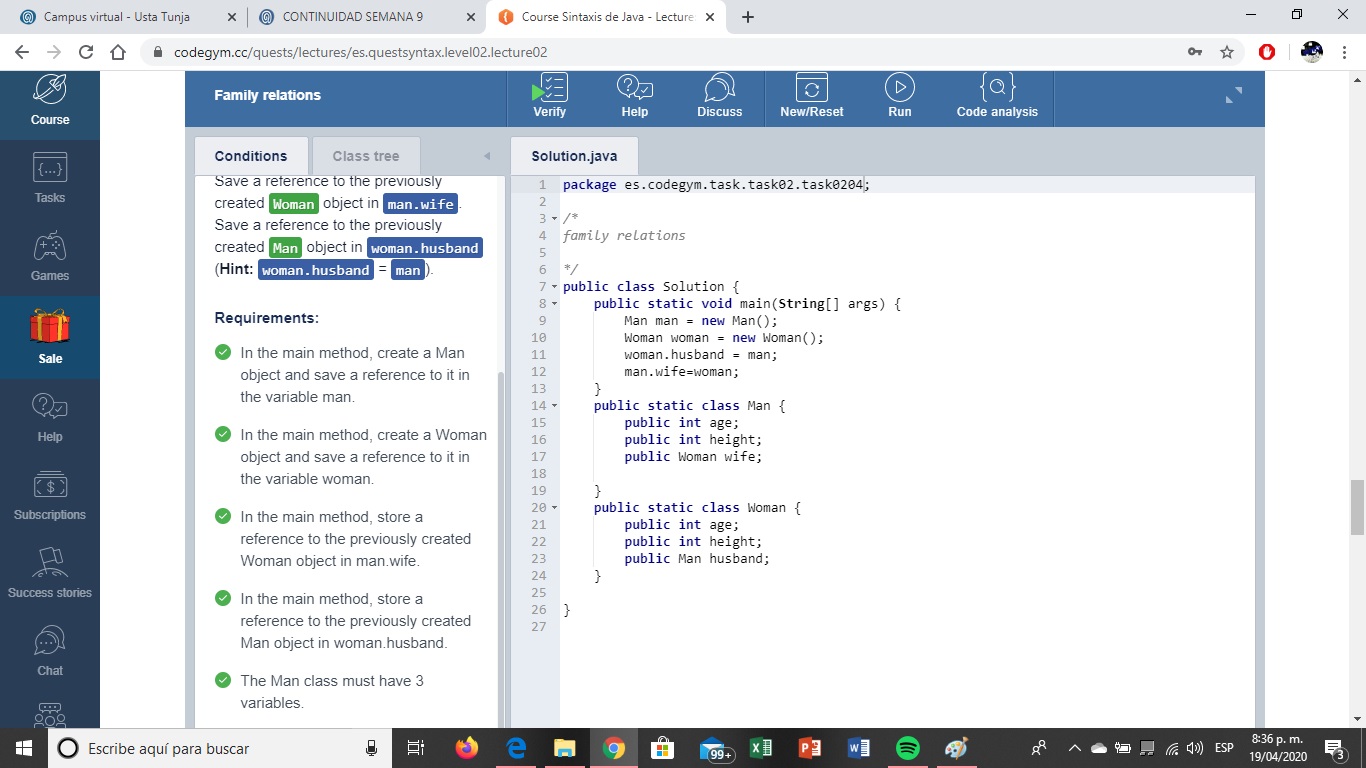 Campus virtual - Usta Tunja
CONTINUIDAD SEMANA 9
Course Sintaxis de Java - Lecture
codegym.cc/quests/lectures/es.questsyntax.level02.lecture02
Course
Tasks
Games
Sale
Help
Subscriptions
Success stories
Chat
Family relations
Verify
Help
Discuss
New/Reset
Run
Code analysis
Conditions
Class tree
Save a reference to the previously
created Woman object in man.wife.
Save a reference to the previously
created Man object in woman.husband
(Hint: woman.husband = man).
Requirements:
In the main method, create a Man
object and save a reference to it in
the variable man.
In the main method, create a Woman
object and save a reference to it in
the variable woman.
In the main method, store a
reference to the previously created
Woman object in man.wife.
In the main method, store a
reference to the previously created
Man object in woman.husband.
The Man class must have 3
variables.
Solution.java
1 package es.codegym.task.task02.task0204;
2
3 /*
4 family relations
5
6 */
7 public class Solution {
8 public static void main(String[] args) {
9 Man man = new Man();
10 Woman woman = new Woman();
11 woman.husband = man;
12 man.wife=woman;
13 }
14 public static class Man {
15 public int age;
16 public int height;
17 public Woman wife;
18
19 }
20 public static class Woman {
21 public int age;
22 public int height;
23 public Man husband;
24 }
25
26 }
27
Escribe aquí para buscar
99+
ESP
8:36 p. m.
19/04/2020
3